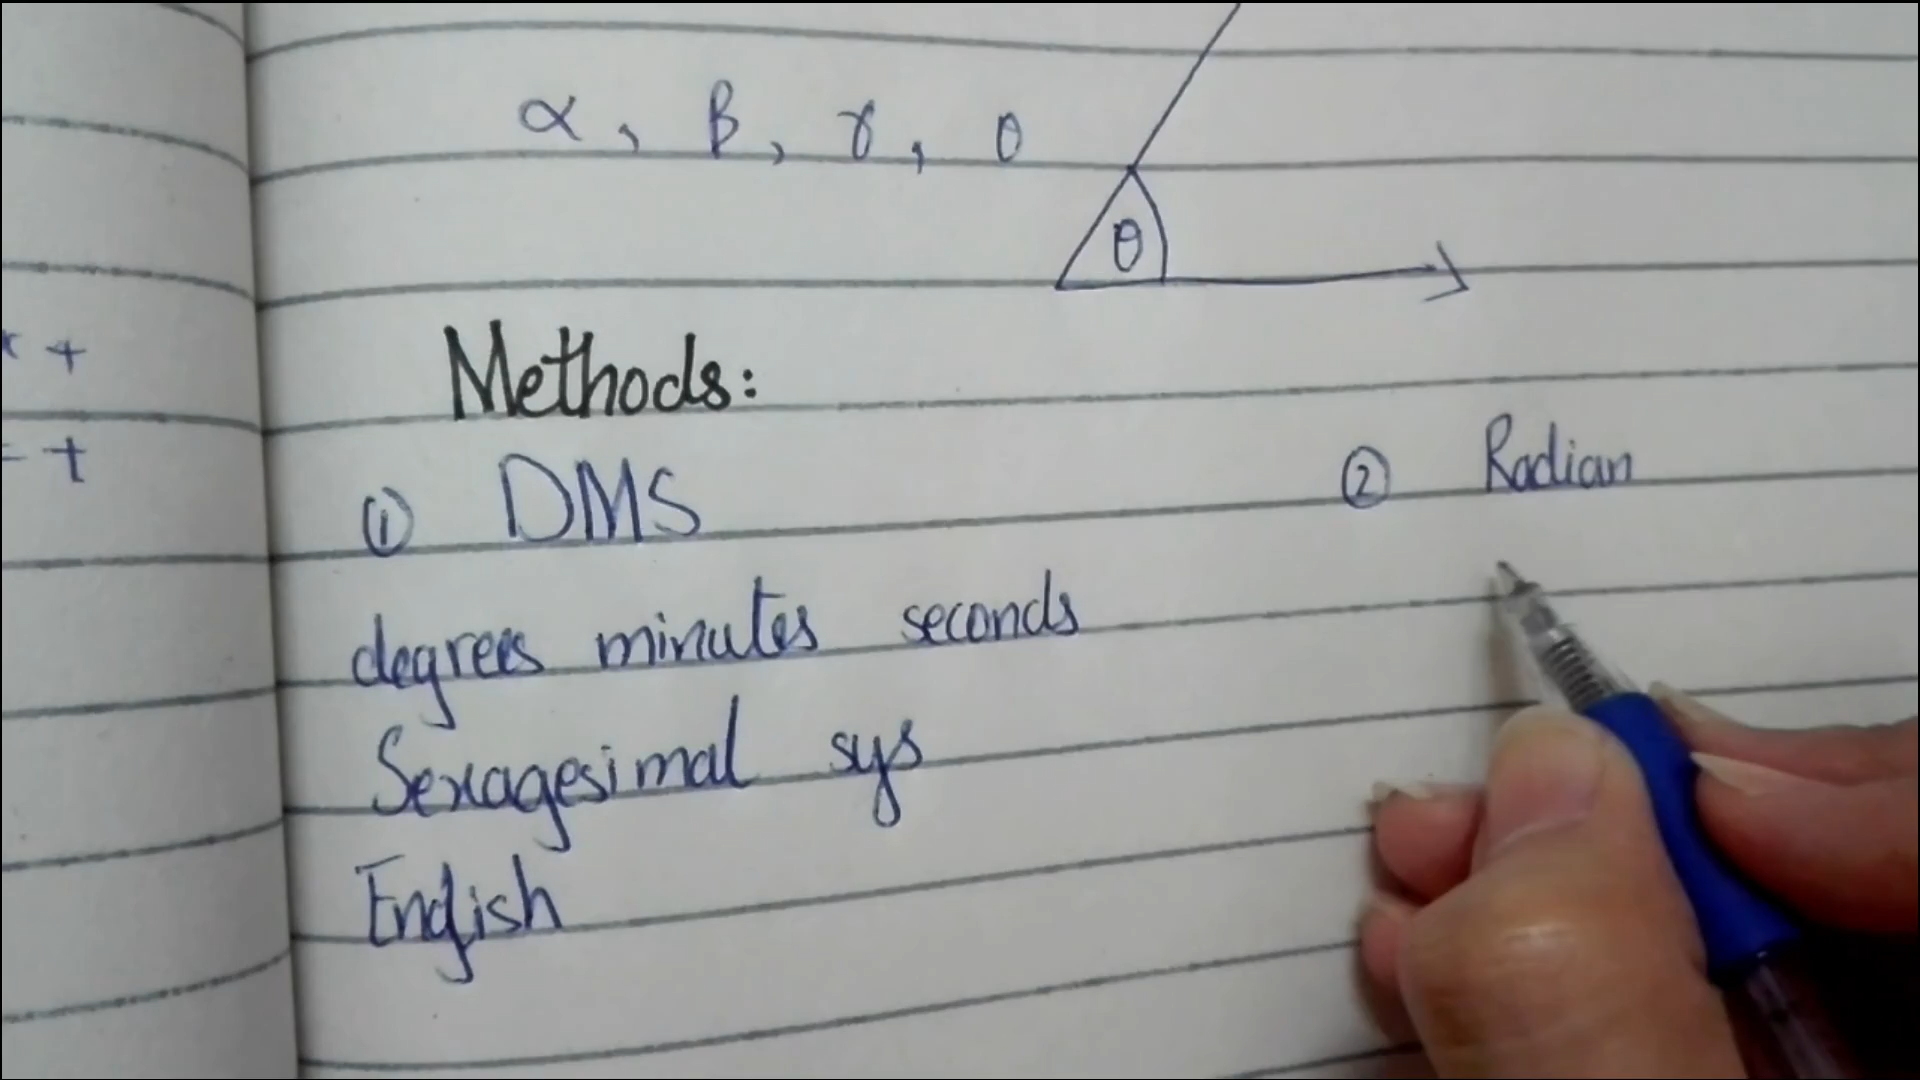 α, β, γ, θ
θ
Methods:
① DMS
② Radian
degrees minutes seconds
Sexagesimal sys
English
+
= t